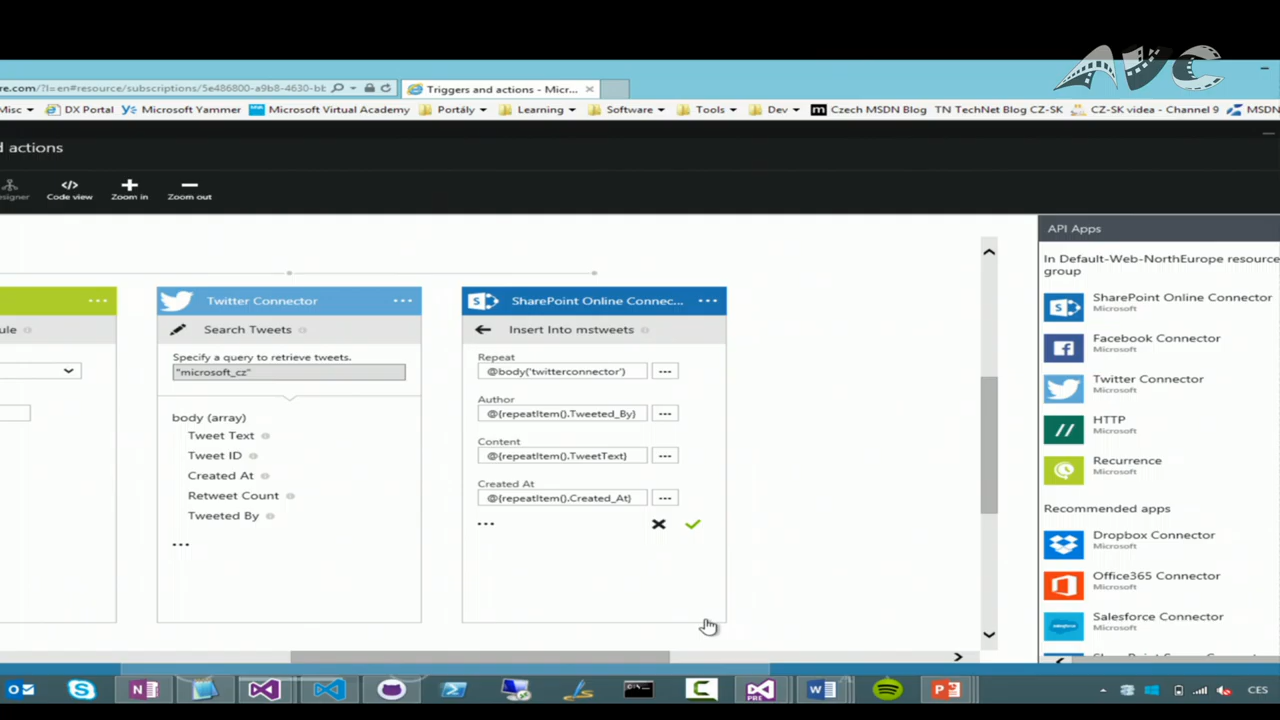 AVC
re.com/?l=en#resource/subscriptions/5e486800-a9b8-4630-bb
Triggers and actions - Micr...
Misc
DX Portal
Microsoft Yammer
Microsoft Virtual Academy
Portály
Learning
Software
Tools
Dev
Czech MSDN Blog
TN TechNet Blog CZ-SK
CZ-SK videa - Channel 9
MSDN
d actions
signer
Code view
Zoom in
Zoom out
API Apps
In Default-Web-NorthEurope resource
group
SharePoint Online Connector
Microsoft
Facebook Connector
Microsoft
Twitter Connector
Microsoft
HTTP
Microsoft
Recurrence
Microsoft
Recommended apps
Dropbox Connector
Microsoft
Office365 Connector
Microsoft
Salesforce Connector
Microsoft
ule
Twitter Connector
Search Tweets
Specify a query to retrieve tweets.
"microsoft_cz"
body (array)
Tweet Text
Tweet ID
Created At
Retweet Count
Tweeted By
...
SharePoint Online Connec...
Insert Into mstweets
Repeat
@body('twitterconnector')
Author
@{repeatItem().Tweeted_By}
Content
@{repeatItem().TweetText}
Created At
@{repeatItem().Created_At}
...
CES